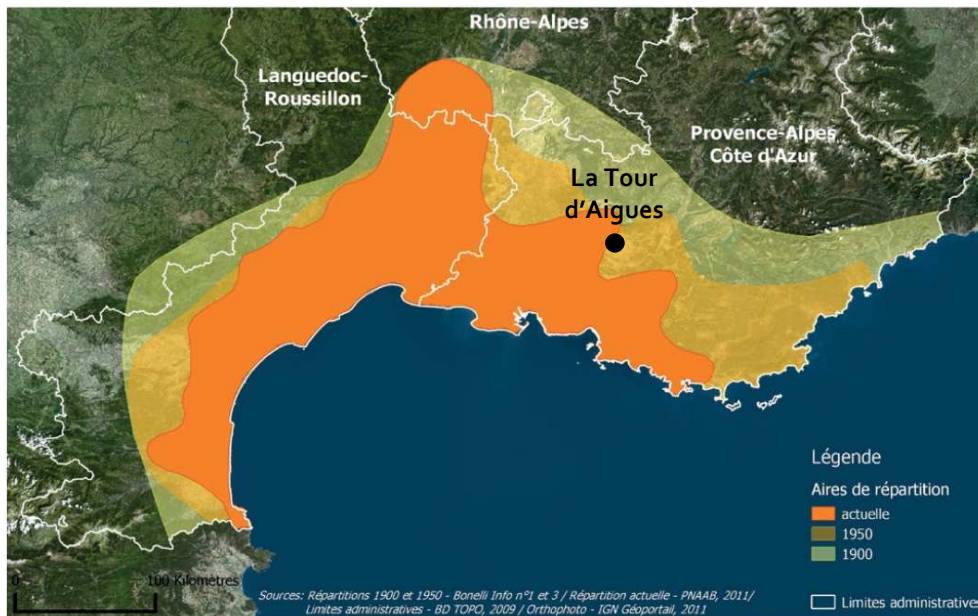 Rhône-Alpes
Languedoc-
Roussillon
Provence-Alpes
Côte d'Azur
La Tour
d’Aigues
Légende
Aires de répartition
actuelle
1950
1900
0
100 Kilomètres
Sources: Répartitions 1900 et 1950 - Bonelli Info n°1 et 3 / Répartition actuelle - PNAAB, 2011/
Limites administratives - BD TOPO, 2009 / Orthophoto - IGN Géoportail, 2011
Limites administratives